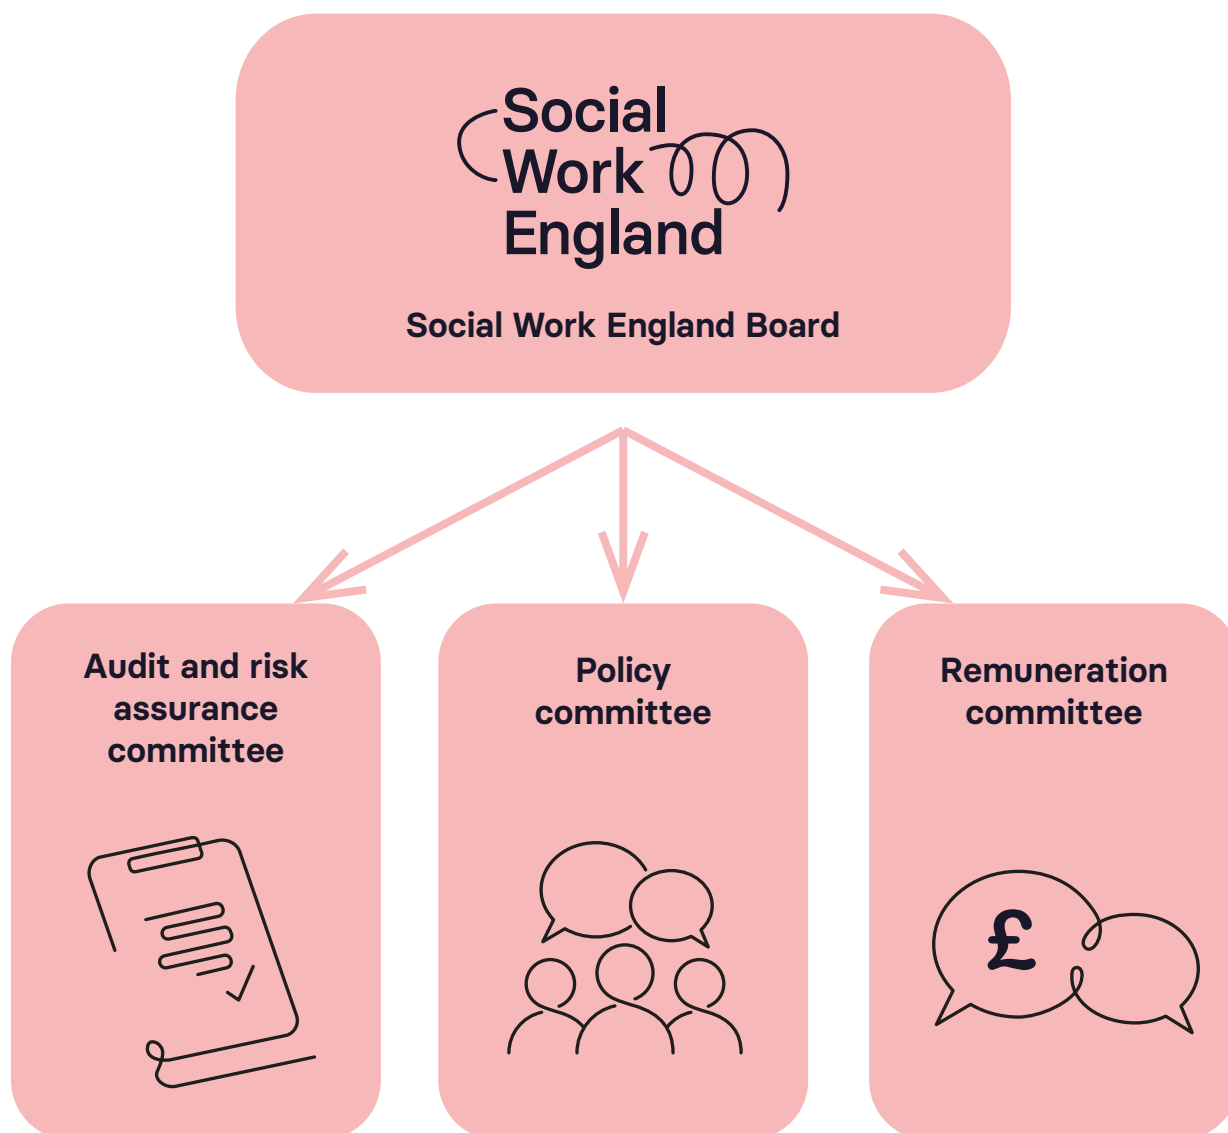 Social
Work
England
Social Work England Board
Audit and risk
assurance
committee
Policy
committee
Remuneration
committee
£